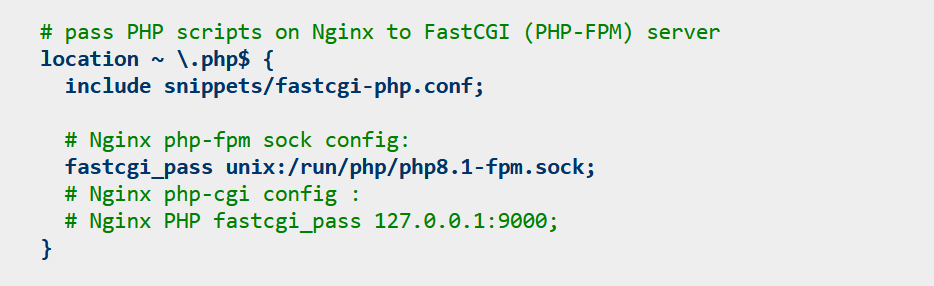 # pass PHP scripts on Nginx to FastCGI (PHP-FPM) server
location ~ \.php$ {
  include snippets/fastcgi-php.conf;

  # Nginx php-fpm sock config:
  fastcgi_pass unix:/run/php/php8.1-fpm.sock;
  # Nginx php-cgi config :
  # Nginx PHP fastcgi_pass 127.0.0.1:9000;
}